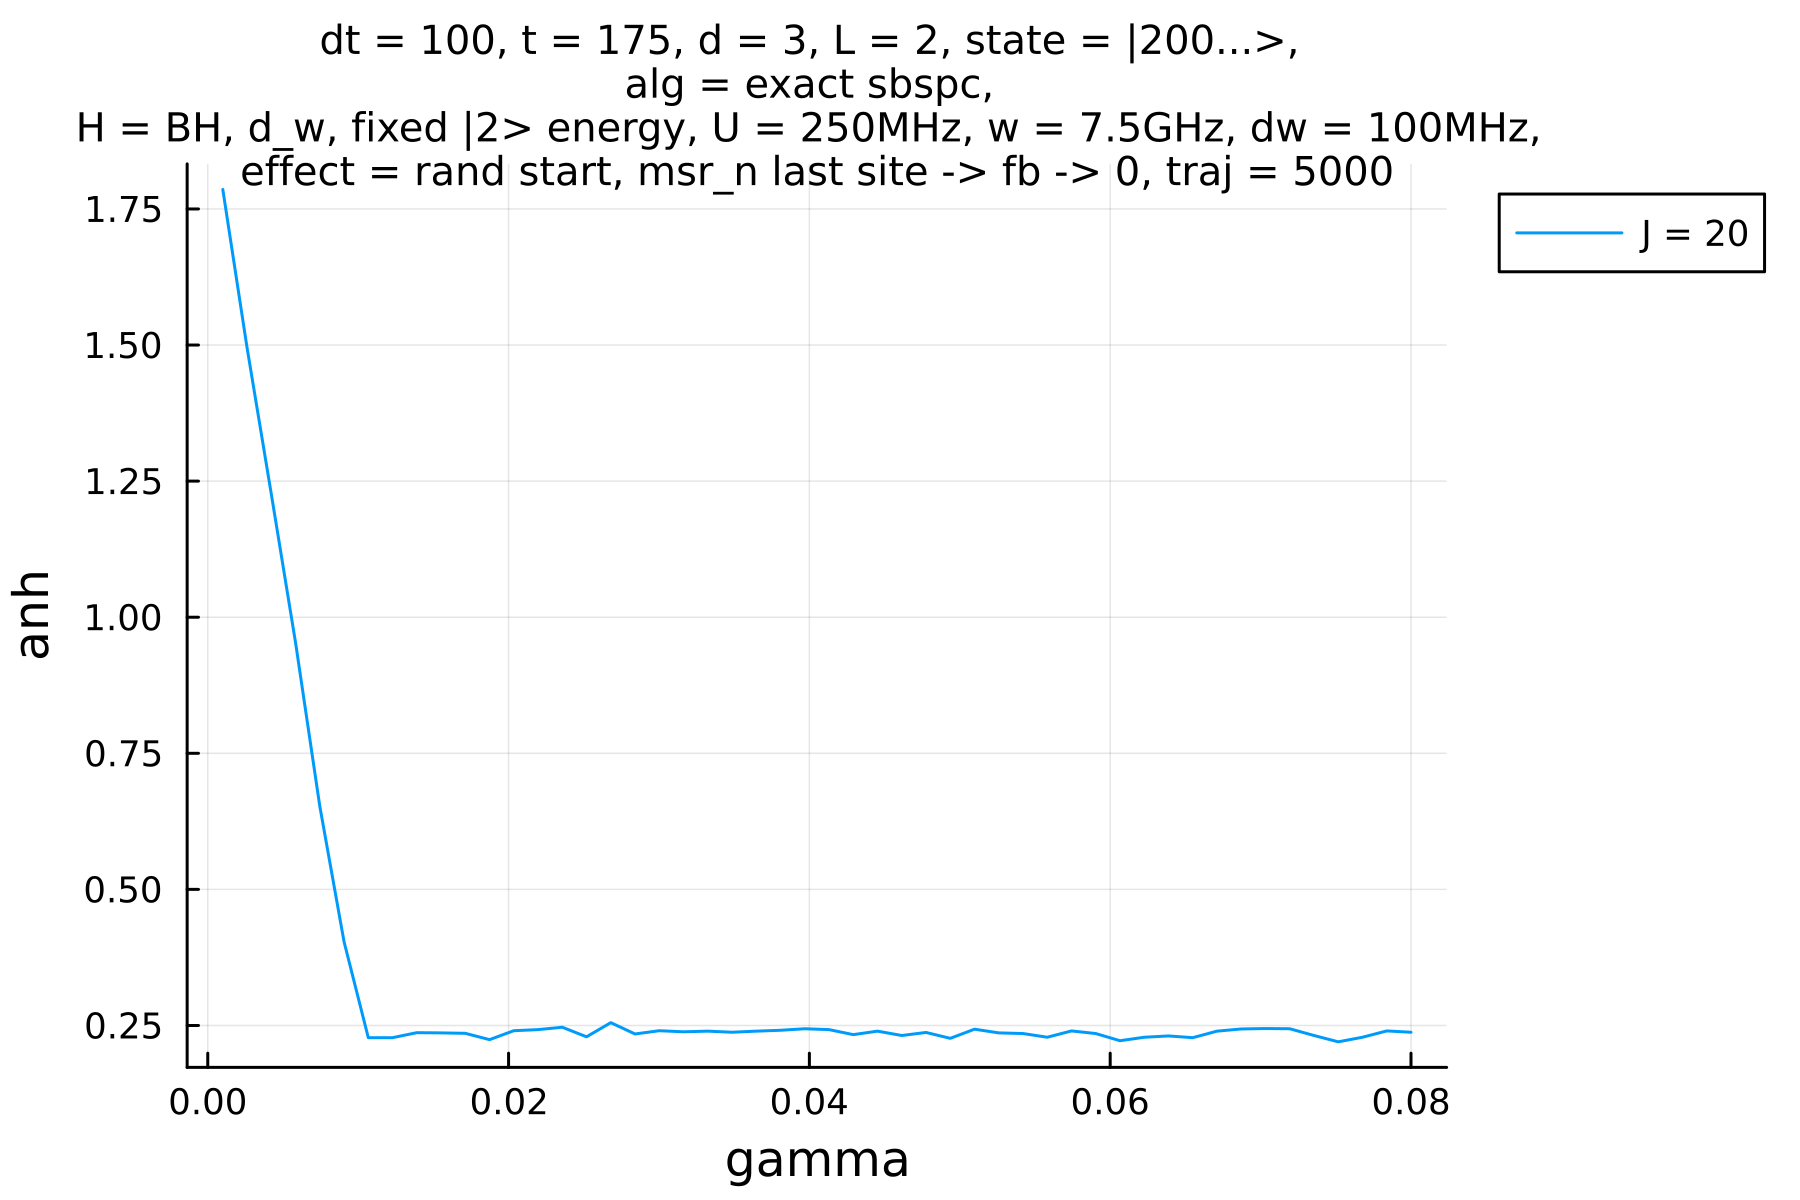 dt = 100, t = 175, d = 3, L = 2, state = |200...>,
alg = exact sbspc,
H = BH, d_w, fixed |2> energy, U = 250MHz, w = 7.5GHz, dw = 100MHz,
effect = rand start, msr_n last site -> fb -> 0, traj = 5000
1.75
1.50
1.25
1.00
0.75
0.50
0.25
anh
0.00 0.02 0.04 0.06 0.08
gamma
J = 20